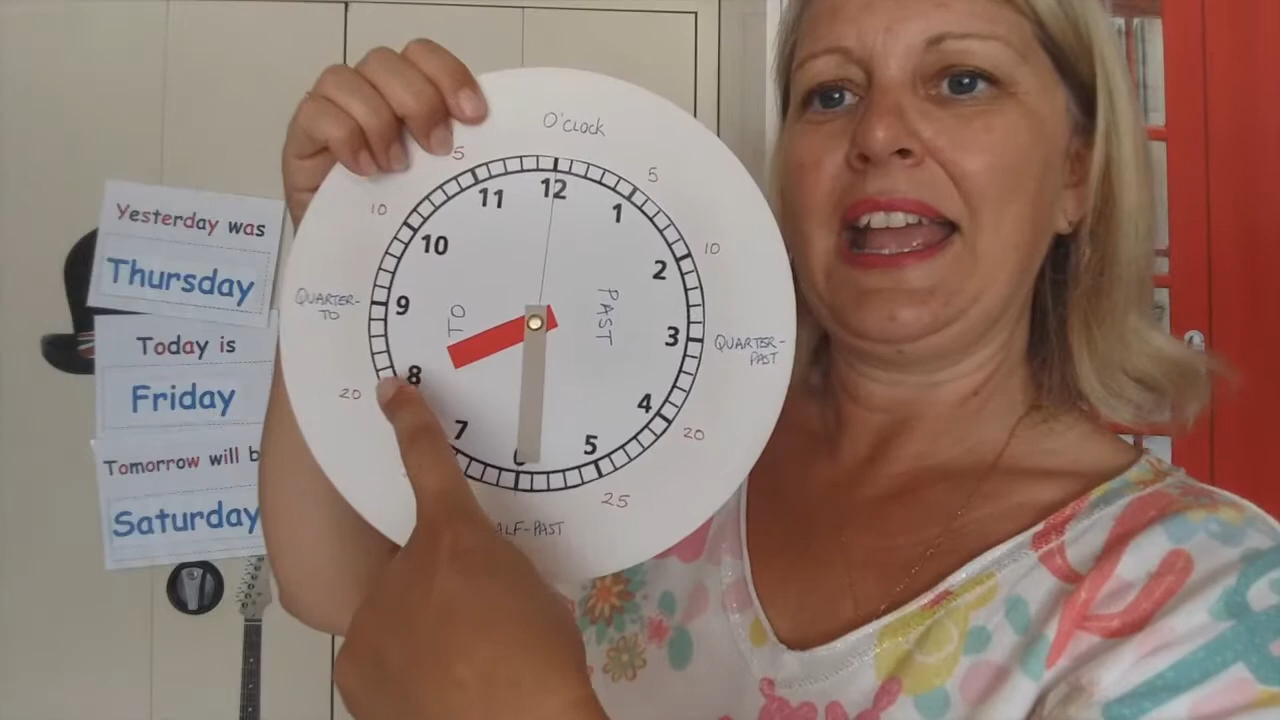 Yesterday was
Thursday
Today is
Friday
Tomorrow will b
Saturday
O'CLOCK
5
5
10
10
QUARTER-
TO
QUARTER-
PAST
20
20
25
ALF-PAST
12
1
2
3
4
5
7
8
9
10
11
TO
PAST